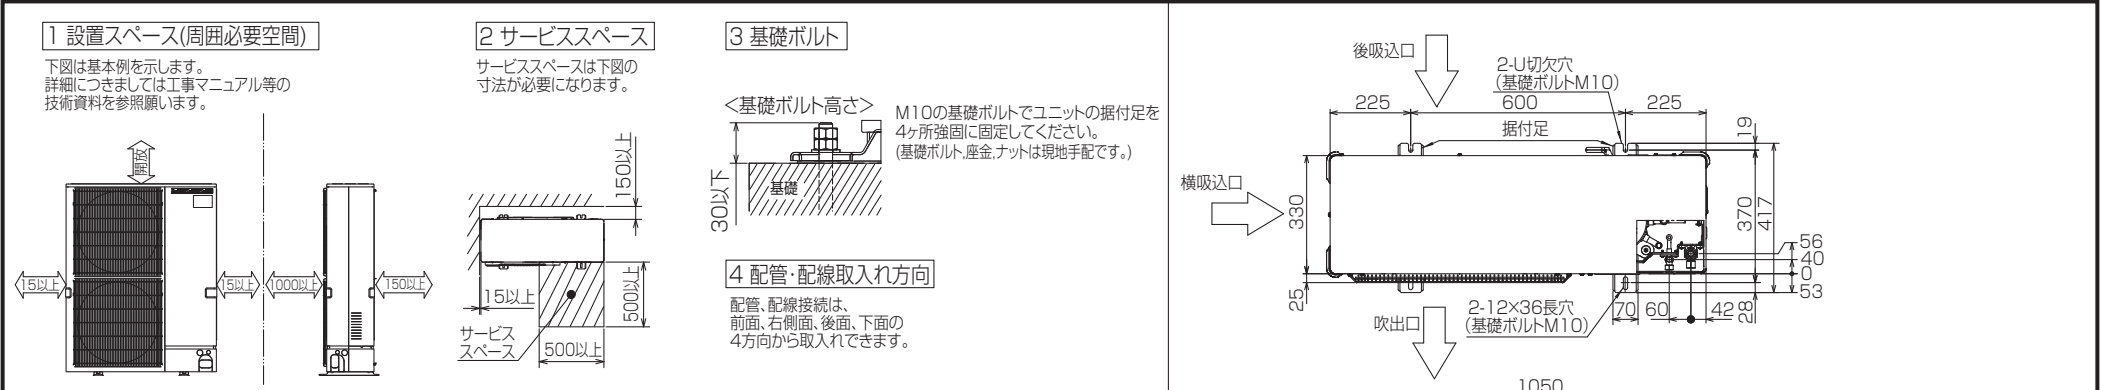 1 設置スペース(周囲必要空間)
下図は基本例を示します。
詳細につきましては工事マニュアル等の
技術資料を参照願います。
開放
15以上
15以上
1000以上
150以上
2 サービススペース
サービススペースは下図の
寸法が必要になります。
150以上
15以上
500以上
サービス
スペース
500以上
3 基礎ボルト
<基礎ボルト高さ>
M10の基礎ボルトでユニットの据付足を
4ヶ所強固に固定してください。
(基礎ボルト,座金,ナットは現地手配です。)
30以下
基礎
4 配管・配線取入れ方向
配管、配線接続は、
前面、右側面、後面、下面の
4方向から取入れできます。
後吸込口
2-U切欠穴
(基礎ボルトM10)
225
600
225
据付足
19
横吸込口
330
370
417
56
40
0
53
25
2-12×36長穴
(基礎ボルトM10)
70
60
42
28
吹出口
1050